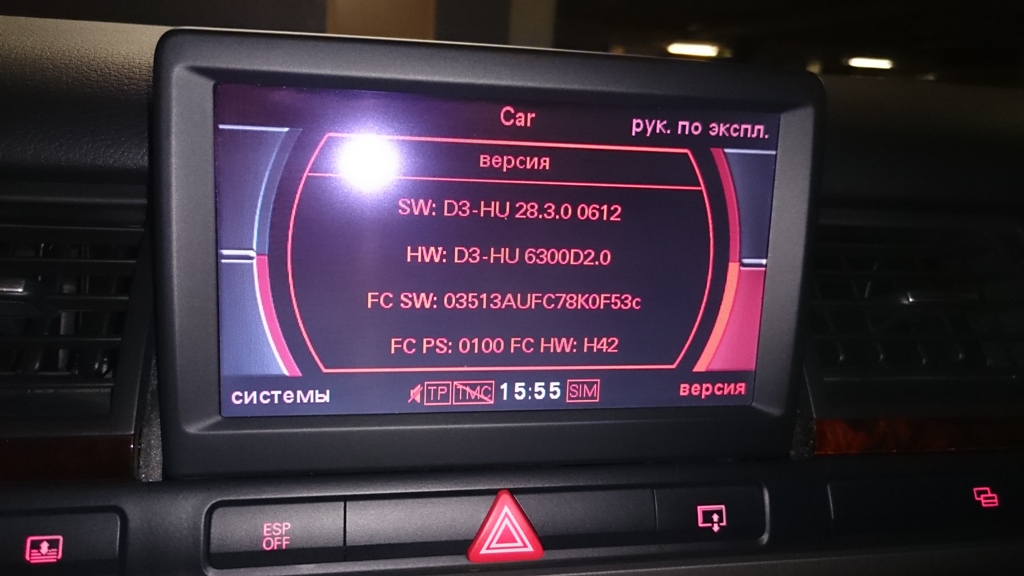 Car
рук. по экспл.
версия
SW: D3-HU 28.3.0 0612
HW: D3-HU 6300D2.0
FC SW: 03513AUFC78K0F53c
FC PS: 0100 FC HW: H42
системы TP TMC 15:55 SIM версия
ESP
OFF